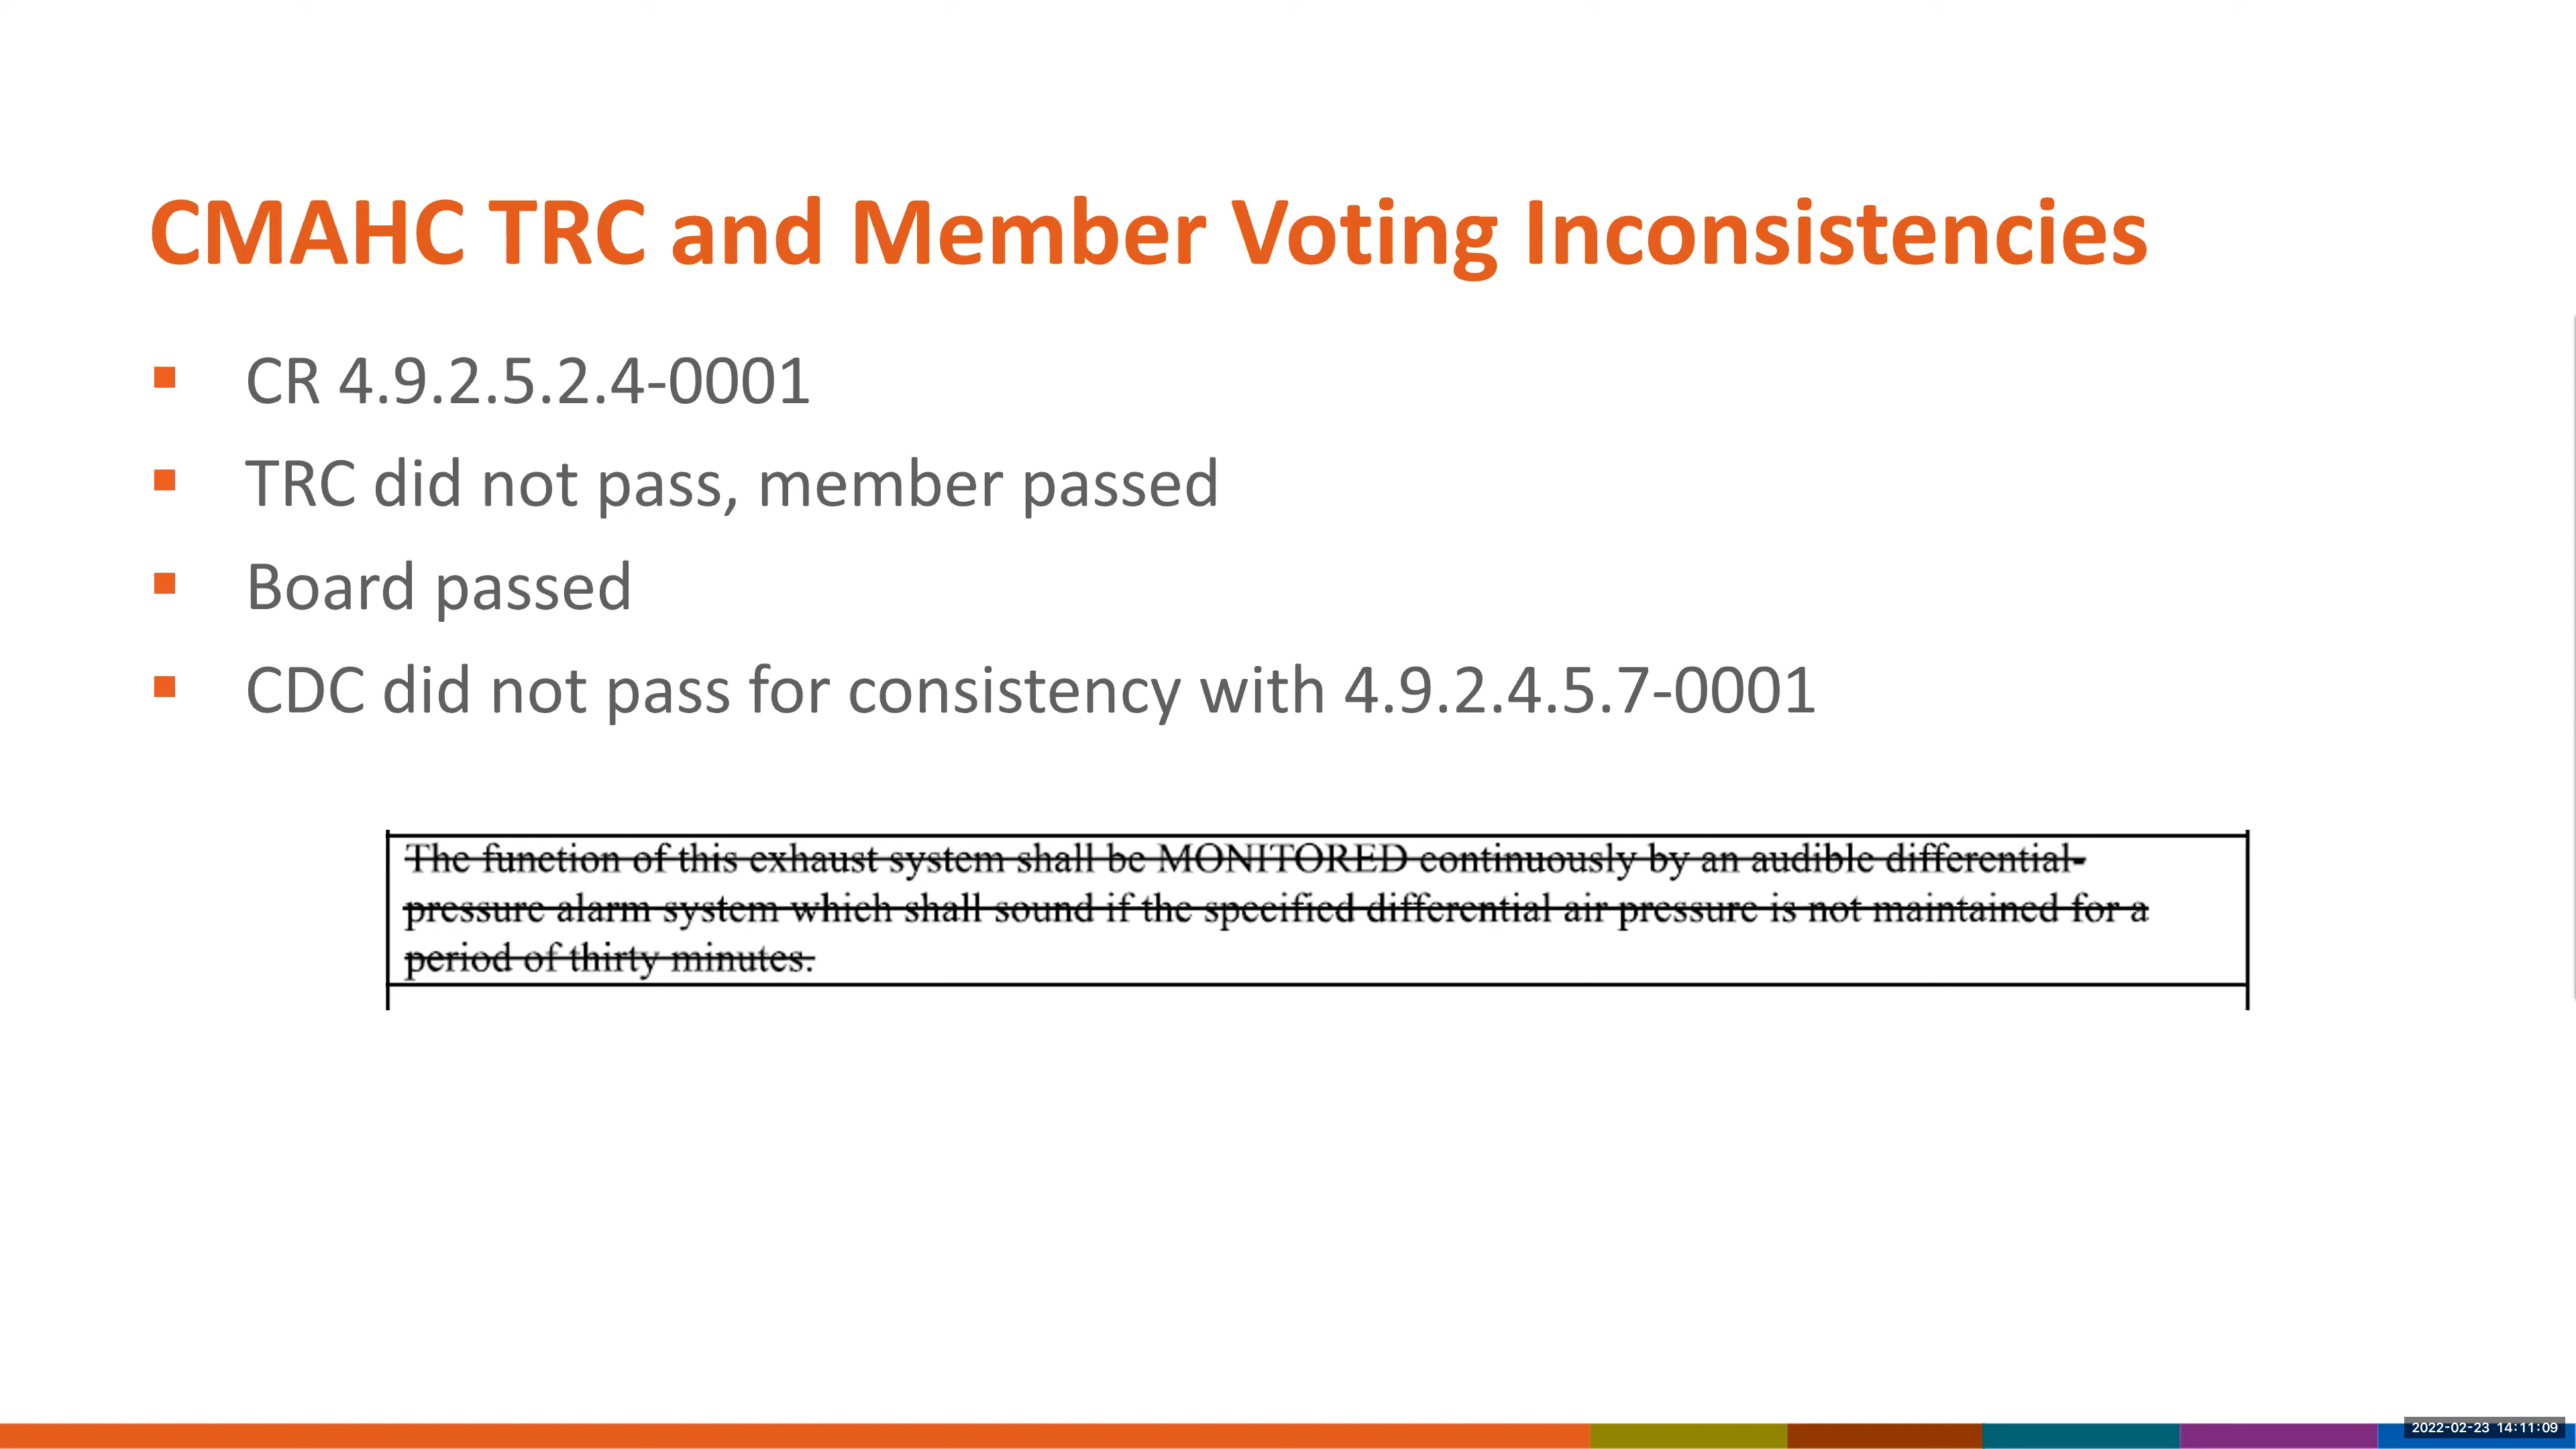 CMAHC TRC and Member Voting Inconsistencies
▪ CR 4.9.2.5.2.4-0001
▪ TRC did not pass, member passed
▪ Board passed
▪ CDC did not pass for consistency with 4.9.2.4.5.7-0001
The function of this exhaust system shall be MONITORED continuously by an audible differential-
pressure alarm system which shall sound if the specified differential air pressure is not maintained for a
period of thirty minutes.
2022-02-23 14:11:09